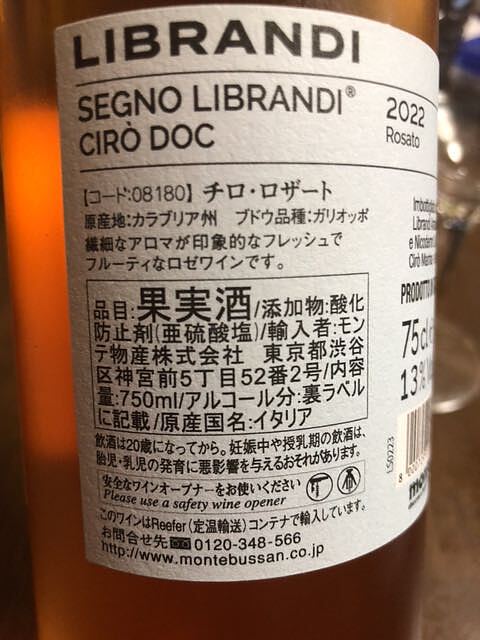 LIBRANDI
SEGNO LIBRANDI®
CIRÒ DOC
2022
Rosato
【コード:08180】 チロ・ロザート
原産地:カラブリア州 ブドウ品種:ガリオッポ
繊細なアロマが印象的なフレッシュで
フルーティなロゼワインです。
品目:果実酒/添加物:酸化
防止剤(亜硫酸塩)/輸入者:モン
テ物産株式会社 東京都渋谷
区神宮前5丁目52番2号/内容
量:750ml/アルコール分:裏ラベル
に記載/原産国名:イタリア
飲酒は20歳になってから。妊娠中や授乳期の飲酒は、
胎児・乳児の発育に悪影響を与えるおそれがあります。
安全なワインオープナーをお使いください
Please use a safety wine opener
このワインはReefer(定温輸送)コンテナで輸入しています。
お問合せ先 0120-348-566
http://www.montebussan.co.jp
Librandi
e Nicodemo
Cirò Marina
PRODOTTO
75cl
13%
LS0223
8